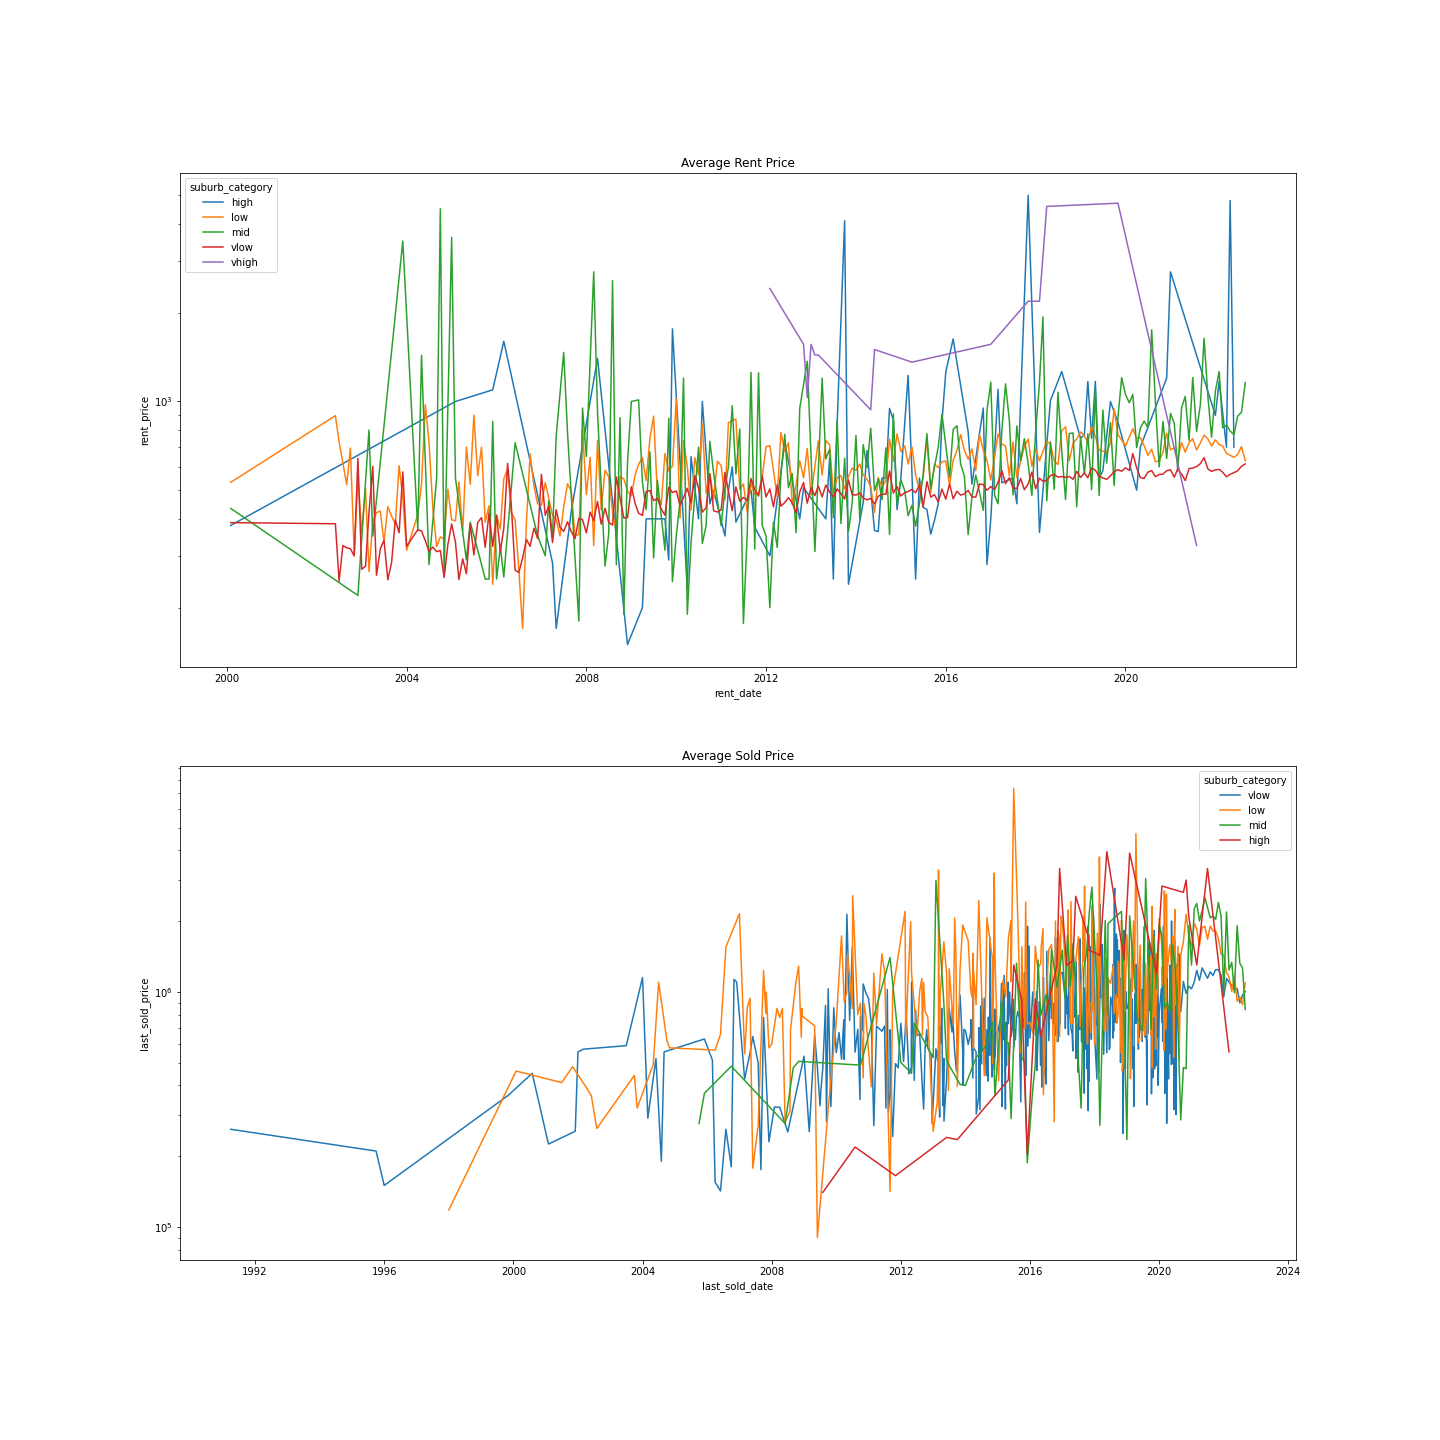 Average Rent Price
suburb_category
high
low
mid
vlow
vhigh
10³
rent_price
2000 2004 2008 2012 2016 2020
rent_date
Average Sold Price
suburb_category
vlow
low
mid
high
10⁶
10⁵
last_sold_price
1992 1996 2000 2004 2008 2012 2016 2020 2024
last_sold_date